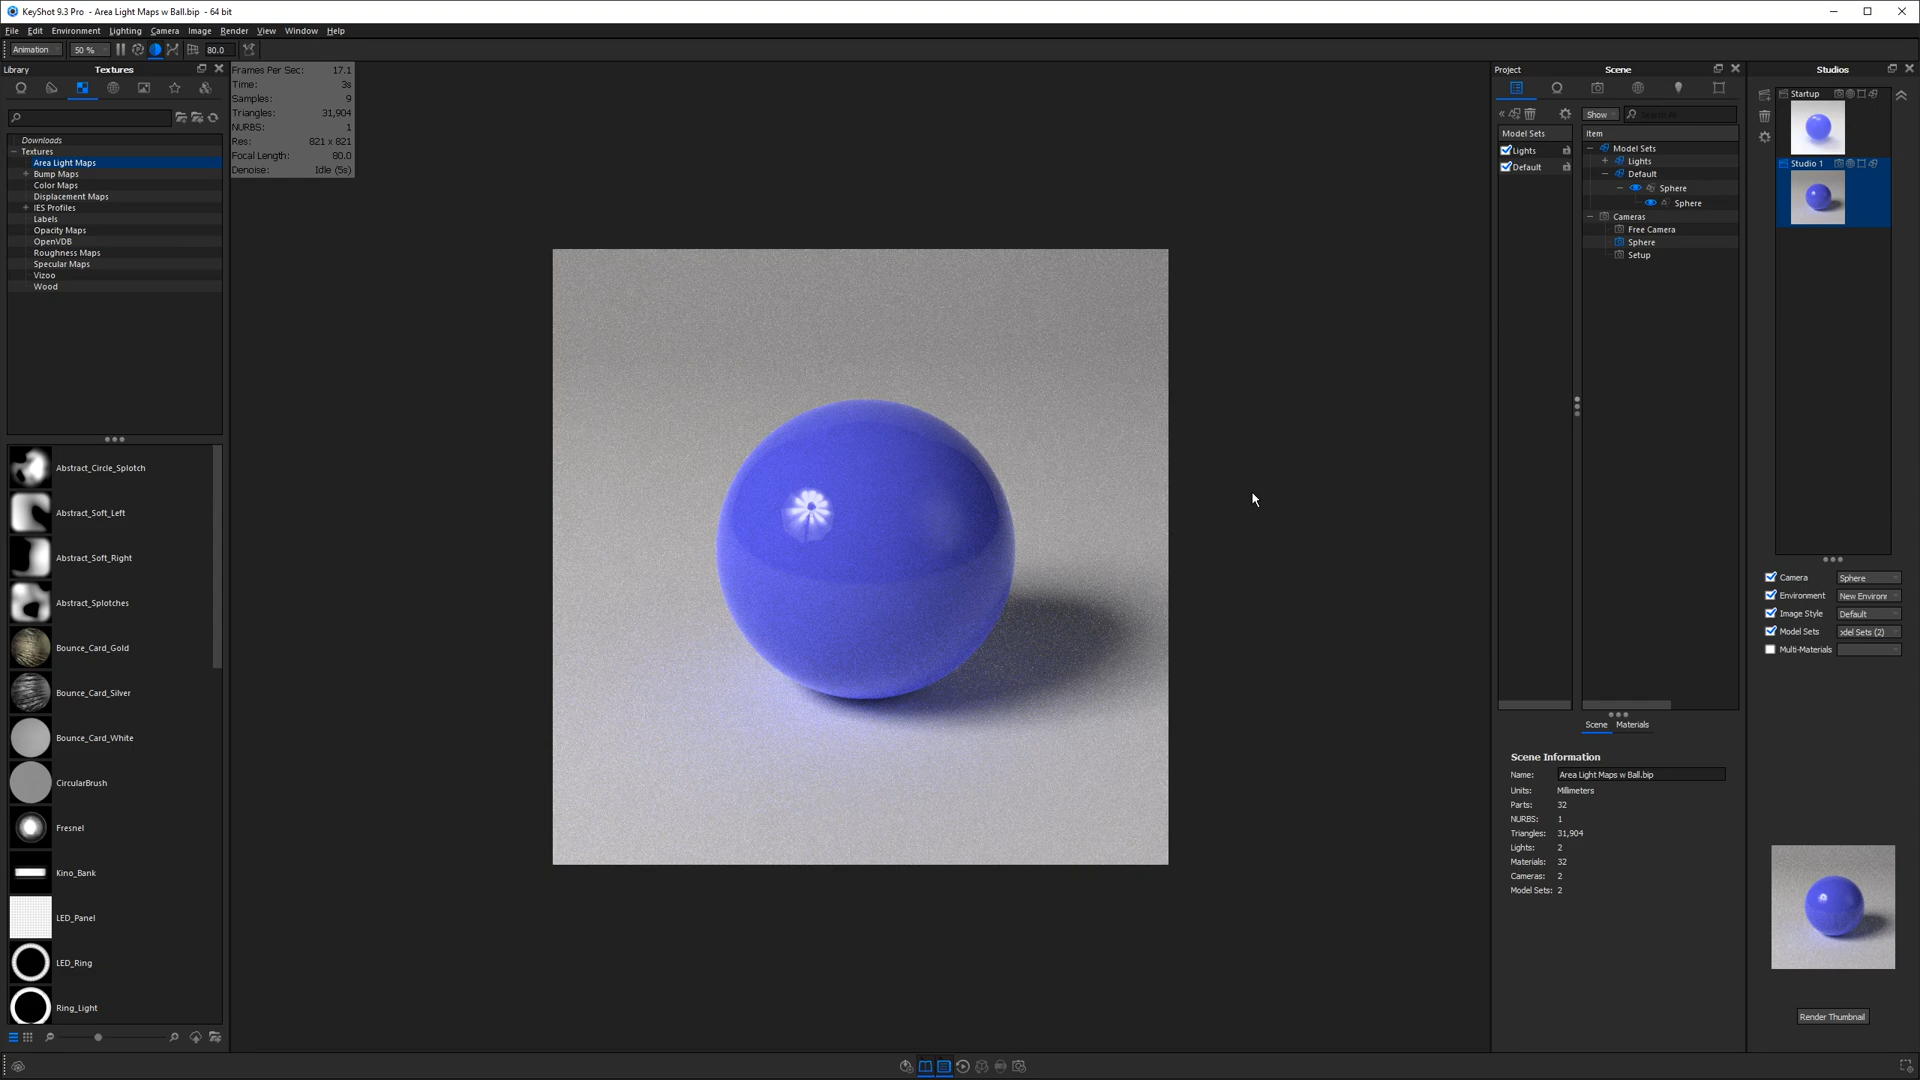 KeyShot 9.3 Pro - Area Light Maps w Ball.bip - 64 bit
File Edit Environment Lighting Camera Image Render View Window Help
Animation 50 % 80.0
Library Textures
Downloads
Textures
Area Light Maps
Bump Maps
Color Maps
Displacement Maps
IES Profiles
Labels
Opacity Maps
OpenVDB
Roughness Maps
Specular Maps
Vizoo
Wood
Abstract_Circle_Splotch
Abstract_Soft_Left
Abstract_Soft_Right
Abstract_Splotches
Bounce_Card_Gold
Bounce_Card_Silver
Bounce_Card_White
CircularBrush
Fresnel
Kino_Bank
LED_Panel
LED_Ring
Ring_Light
Frames Per Sec: 17.1
Time: 3s
Samples: 9
Triangles: 31,904
NURBS: 1
Res: 821 x 821
Focal Length: 80.0
Denoise: Idle (5s)
Project Scene
Show
Model Sets
Lights
Default
Item
Model Sets
Lights
Default
Sphere
Sphere
Cameras
Free Camera
Sphere
Setup
Scene Materials
Scene Information
Name: Area Light Maps w Ball.bip
Units: Millimeters
Parts: 32
NURBS: 1
Triangles: 31,904
Lights: 2
Materials: 32
Cameras: 2
Model Sets: 2
Studios
Startup
Studio 1
Camera Sphere
Environment New Environr
Image Style Default
Model Sets odel Sets (2)
Multi-Materials
Render Thumbnail